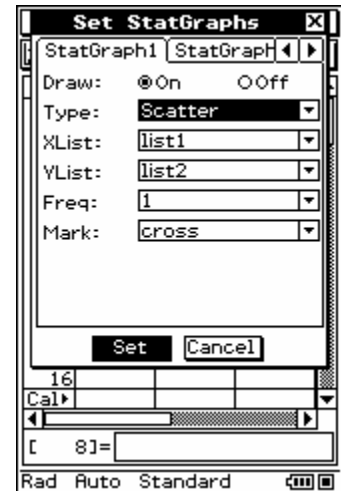 Set StatGraphs X
StatGraph1 StatGraph
Draw: On Off
Type: Scatter
XList: list1
YList: list2
Freq: 1
Mark: cross
Set Cancel
16
Cal
[ 8]=
Rad Auto Standard